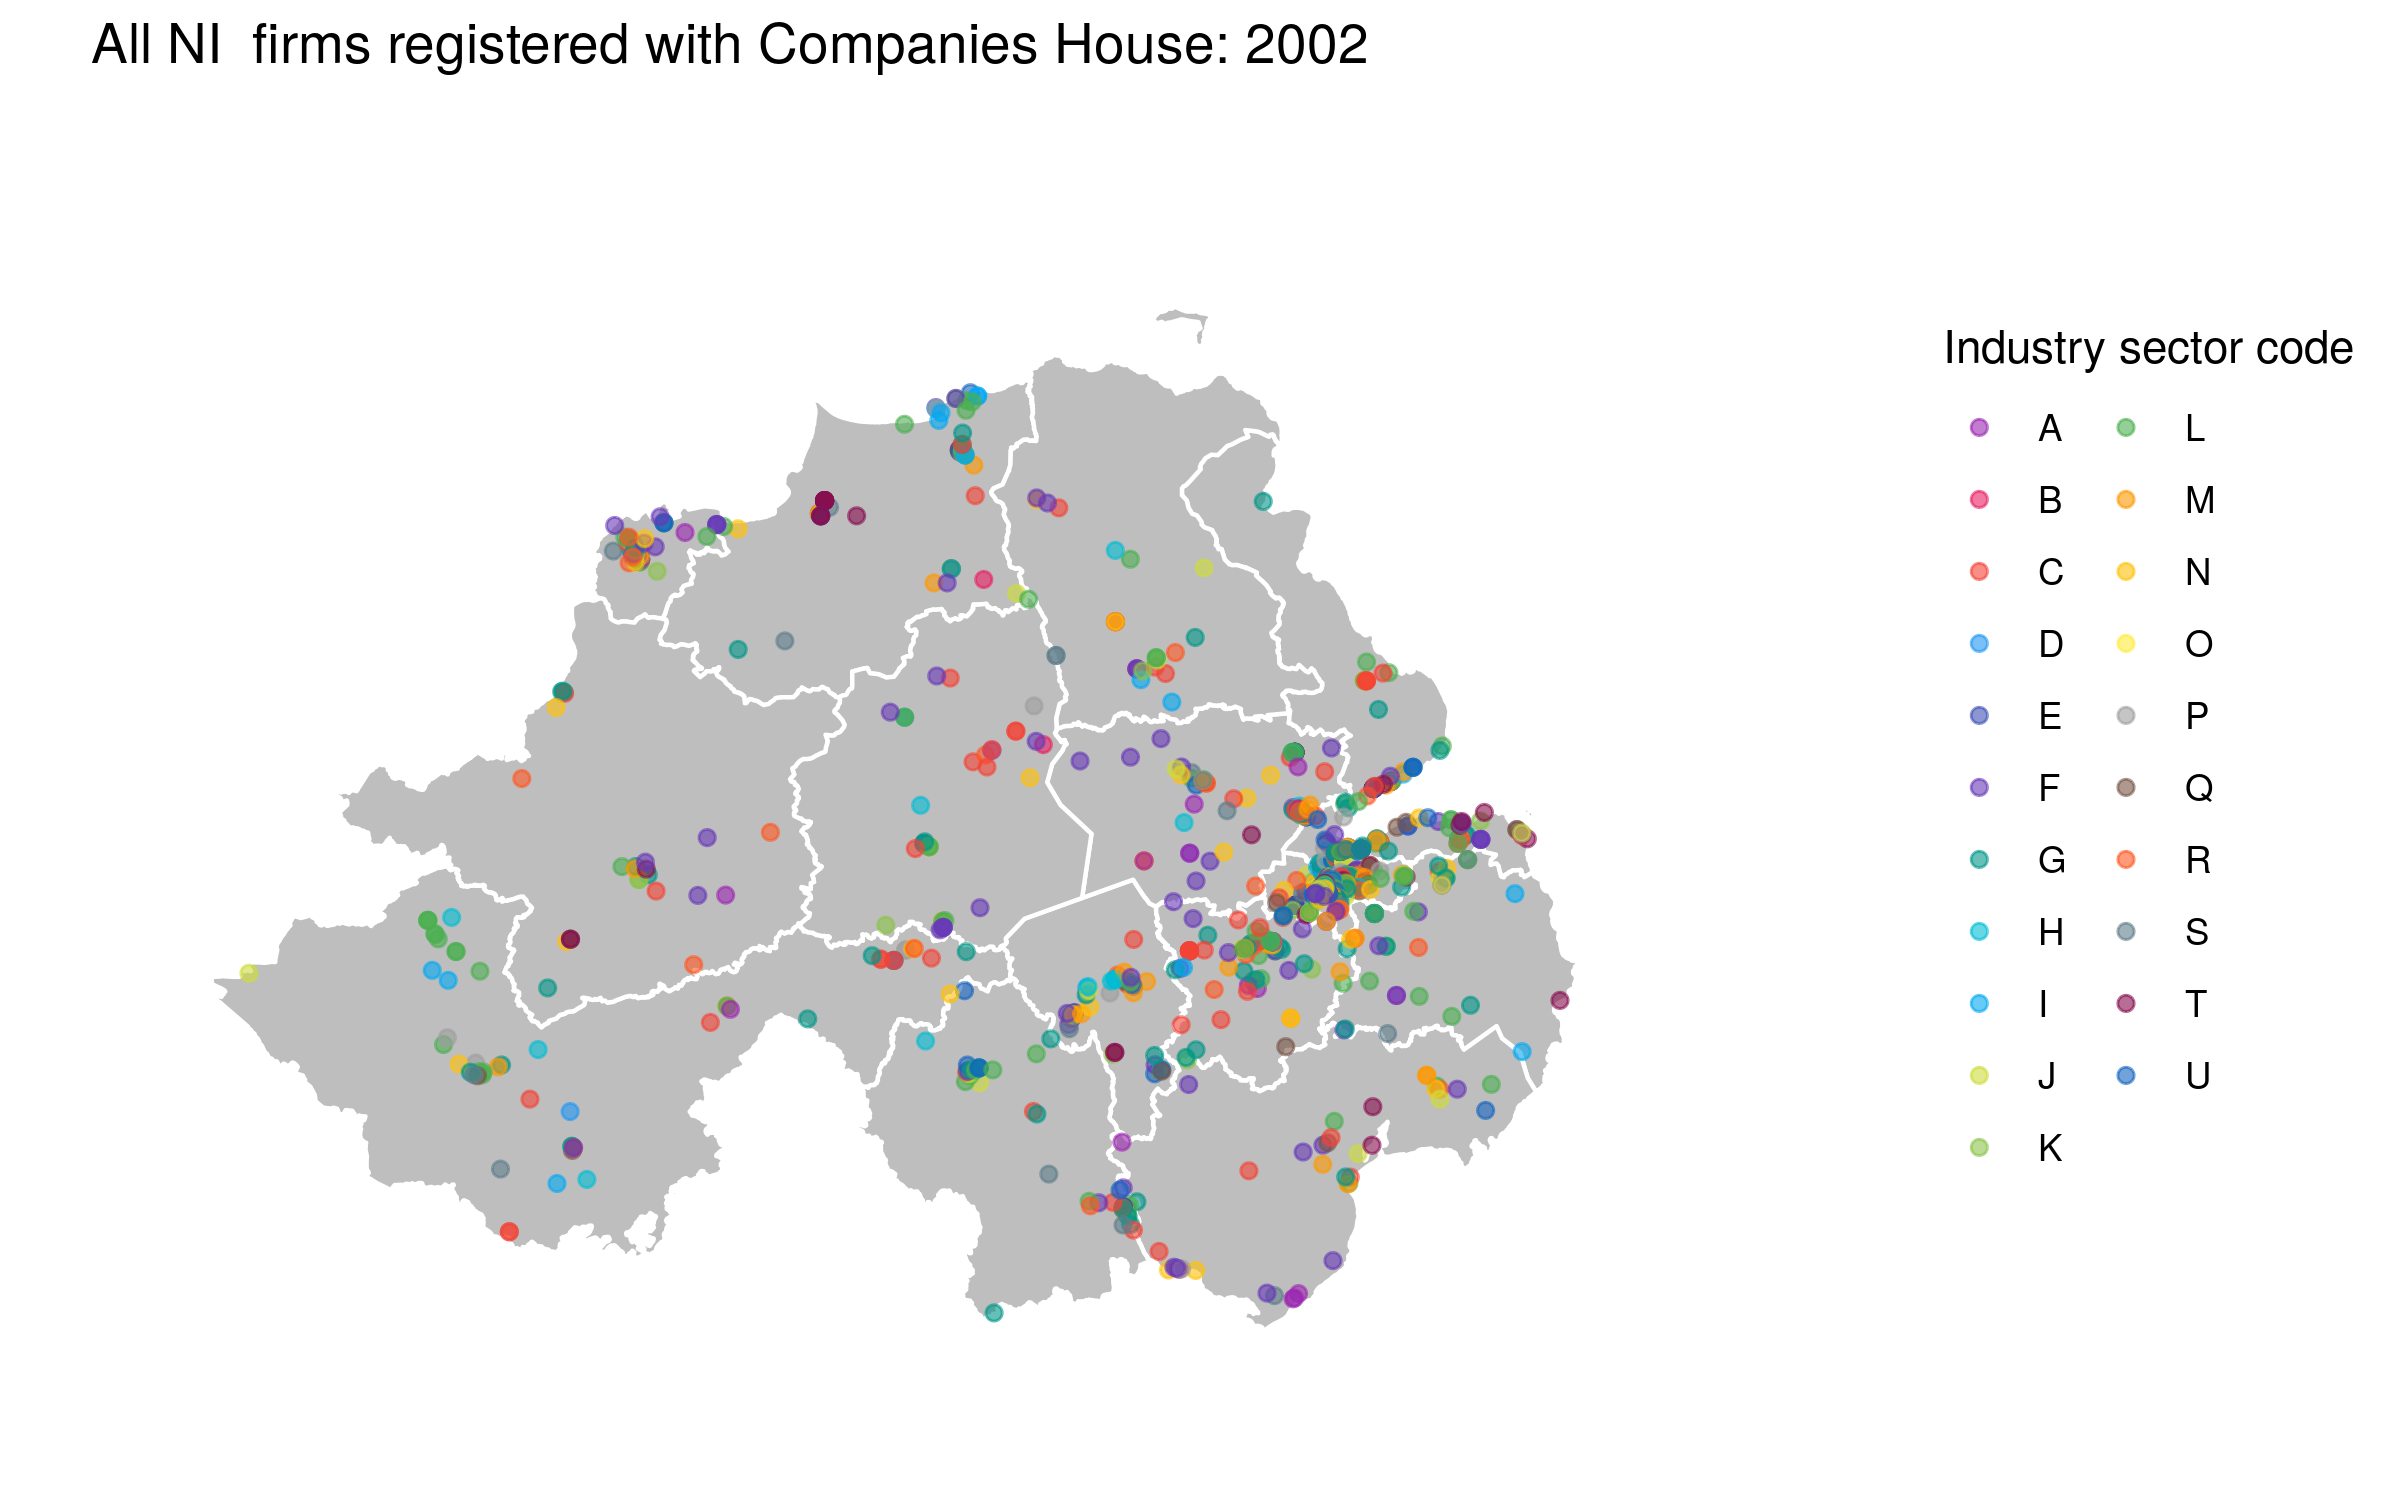 All NI  firms registered with Companies House: 2002
Industry sector code
A L
B M
C N
D O
E P
F Q
G R
H S
I T
J U
K